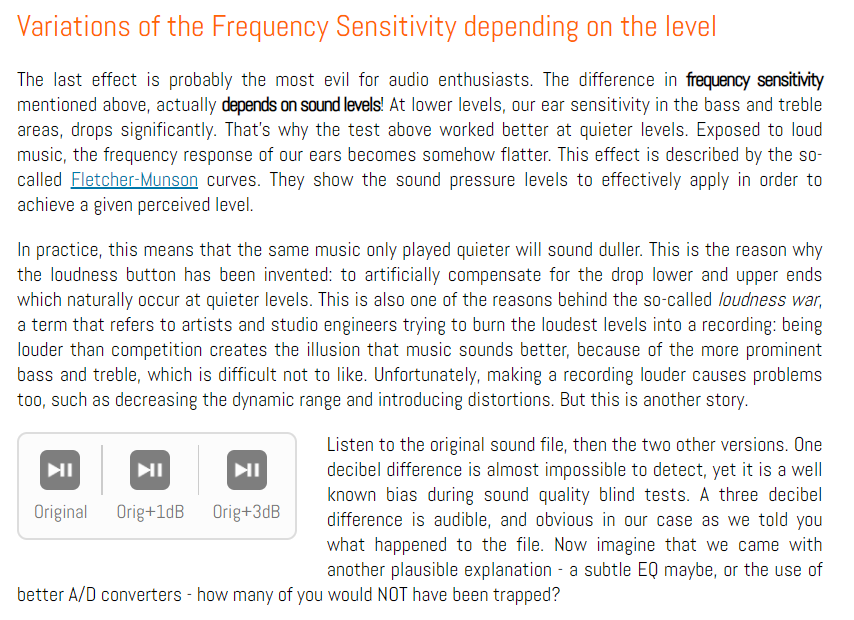 Variations of the Frequency Sensitivity depending on the level
The last effect is probably the most evil for audio enthusiasts. The difference in frequency sensitivity
mentioned above, actually depends on sound levels! At lower levels, our ear sensitivity in the bass and treble
areas, drops significantly. That's why the test above worked better at quieter levels. Exposed to loud
music, the frequency response of our ears becomes somehow flatter. This effect is described by the so-
called Fletcher-Munson curves. They show the sound pressure levels to effectively apply in order to
achieve a given perceived level.
In practice, this means that the same music only played quieter will sound duller. This is the reason why
the loudness button has been invented: to artificially compensate for the drop lower and upper ends
which naturally occur at quieter levels. This is also one of the reasons behind the so-called loudness war,
a term that refers to artists and studio engineers trying to burn the loudest levels into a recording: being
louder than competition creates the illusion that music sounds better, because of the more prominent
bass and treble, which is difficult not to like. Unfortunately, making a recording louder causes problems
too, such as decreasing the dynamic range and introducing distortions. But this is another story.
Original Orig+1dB Orig+3dB
Listen to the original sound file, then the two other versions. One
decibel difference is almost impossible to detect, yet it is a well
known bias during sound quality blind tests. A three decibel
difference is audible, and obvious in our case as we told you
what happened to the file. Now imagine that we came with
another plausible explanation - a subtle EQ maybe, or the use of
better A/D converters - how many of you would NOT have been trapped?